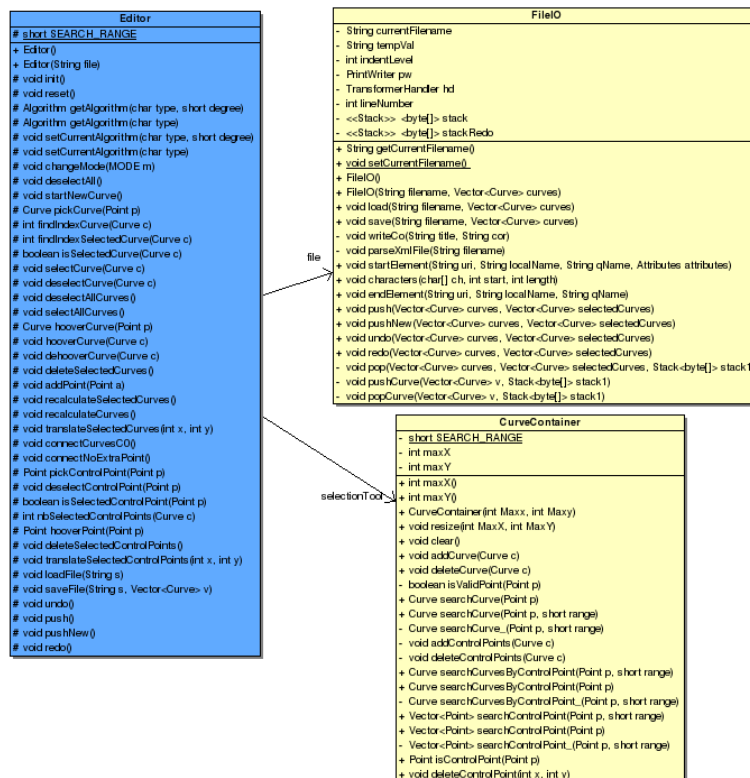 Editor
# short SEARCH_RANGE
+ Editor()
+ Editor(String file)
# void init()
# void reset()
# Algorithm getAlgorithm(char type, short degree)
# Algorithm getAlgorithm(char type)
# void setCurrentAlgorithm(char type, short degree)
# void setCurrentAlgorithm(char type)
# void changeMode(MODE m)
# void deselectAll()
# void startNewCurve()
# Curve pickCurve(Point p)
# int findIndexCurve(Curve c)
# int findIndexSelectedCurve(Curve c)
# boolean isSelectedCurve(Curve c)
# void selectCurve(Curve c)
# void deselectCurve(Curve c)
# void deselectAllCurves()
# void selectAllCurves()
# Curve hooverCurve(Point p)
# void hooverCurve(Curve c)
# void dehooverCurve(Curve c)
# void deleteSelectedCurves()
# void addPoint(Point a)
# void recalculateSelectedCurves()
# void recalculateCurves()
# void translateSelectedCurves(int x, int y)
# void connectCurvesC0()
# void connectNoExtraPoint()
# Point pickControlPoint(Point p)
# void deselectControlPoint(Point p)
# boolean isSelectedControlPoint(Point p)
# int nbSelectedControlPoints(Curve c)
# Point hooverPoint(Point p)
# void deleteSelectedControlPoints()
# void translateSelectedControlPoints(int x, int y)
# void loadFile(String s)
# void saveFile(String s, Vector<Curve> v)
# void undo()
# void push()
# void pushNew()
# void redo()
file
selectionTool
FileIO
- String currentFilename
- String tempVal
- int indentLevel
- PrintWriter pw
- TransformerHandler hd
- int lineNumber
- <<Stack>> <byte[]> stack
- <<Stack>> <byte[]> stackRedo
+ String getCurrentFilename()
+ void setCurrentFilename()
+ FileIO()
+ FileIO(String filename, Vector<Curve> curves)
+ void load(String filename, Vector<Curve> curves)
+ void save(String filename, Vector<Curve> curves)
- void writeCo(String title, String cor)
- void parseXmlFile(String filename)
+ void startElement(String uri, String localName, String qName, Attributes attributes)
+ void characters(char[] ch, int start, int length)
+ void endElement(String uri, String localName, String qName)
+ void push(Vector<Curve> curves, Vector<Curve> selectedCurves)
+ void pushNew(Vector<Curve> curves, Vector<Curve> selectedCurves)
+ void undo(Vector<Curve> curves, Vector<Curve> selectedCurves)
+ void redo(Vector<Curve> curves, Vector<Curve> selectedCurves)
- void pop(Vector<Curve> curves, Vector<Curve> selectedCurves, Stack<byte[]> stack1)
- void pushCurve(Vector<Curve> v, Stack<byte[]> stack1)
- void popCurve(Vector<Curve> v, Stack<byte[]> stack1)
CurveContainer
- short SEARCH_RANGE
- int maxX
- int maxY
+ int maxX()
+ int maxY()
+ CurveContainer(int Maxx, int Maxy)
+ void resize(int MaxX, int MaxY)
+ void clear()
+ void addCurve(Curve c)
+ void deleteCurve(Curve c)
- boolean isValidPoint(Point p)
+ Curve searchCurve(Point p)
+ Curve searchCurve(Point p, short range)
- Curve searchCurve_(Point p, short range)
- void addControlPoints(Curve c)
- void deleteControlPoints(Curve c)
+ Curve searchCurvesByControlPoint(Point p, short range)
+ Curve searchCurvesByControlPoint(Point p)
- Curve searchCurvesByControlPoint_(Point p, short range)
+ Vector<Point> searchControlPoint(Point p, short range)
+ Vector<Point> searchControlPoint(Point p)
- Vector<Point> searchControlPoint_(Point p, short range)
+ Point isControlPoint(Point p)
+ void deleteControlPoint(int x, int y)